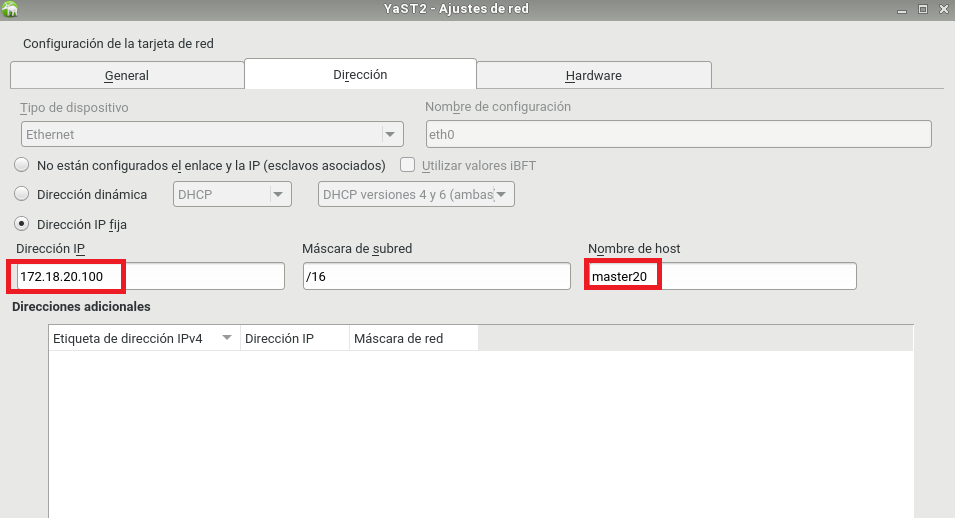 YaST2 - Ajustes de red
Configuración de la tarjeta de red
General Dirección Hardware
Tipo de dispositivo Nombre de configuración
Ethernet eth0
No están configurados el enlace y la IP (esclavos asociados) Utilizar valores iBFT
Dirección dinámica DHCP DHCP versiones 4 y 6 (ambas
Dirección IP fija
Dirección IP Máscara de subred Nombre de host
172.18.20.100 /16 master20
Direcciones adicionales
Etiqueta de dirección IPv4 Dirección IP Máscara de red